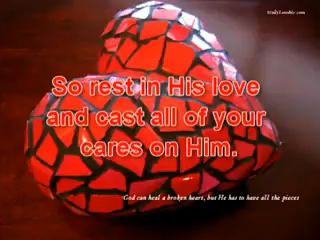 So rest in His love
and cast all of your
cares on Him.
God can heal a broken heart, but He has to have all the pieces